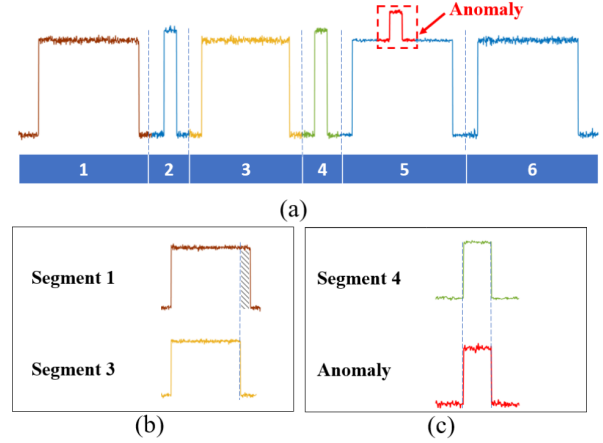 Anomaly
1 2 3 4 5 6
(a)
Segment 1
Segment 3
(b)
Segment 4
Anomaly
(c)